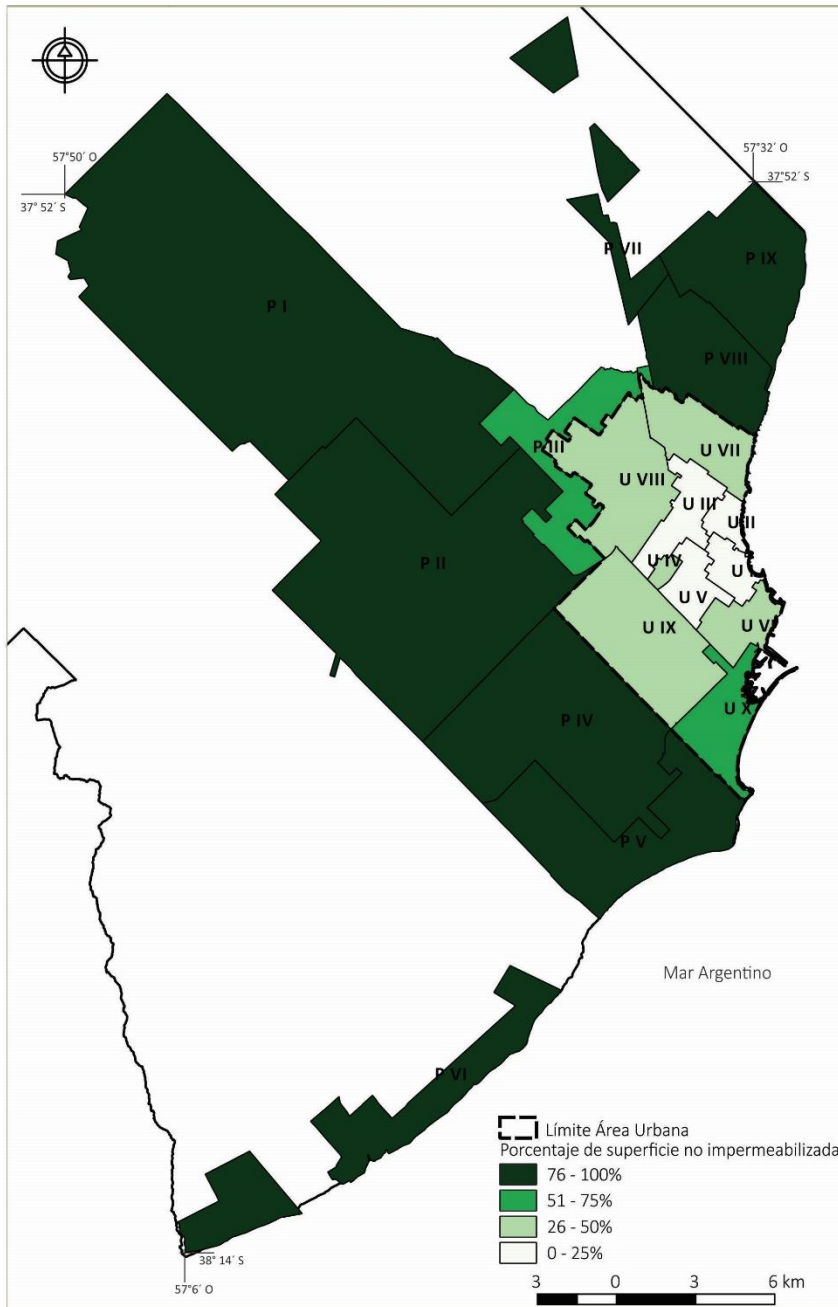 57°50´ O
37° 52´ S
57°32´ O
37°52´ S
P VII
P IX
P I
P VIII
P III
U VII
U VIII
U III
U II
U IV
U I
P II
U V
U VI
U IX
U X
P IV
P V
Mar Argentino
P VI
Límite Área Urbana
Porcentaje de superficie no impermeabilizada
76 - 100%
51 - 75%
26 - 50%
0 - 25%
38° 14´ S
57°6´ O
3 0 3 6 km